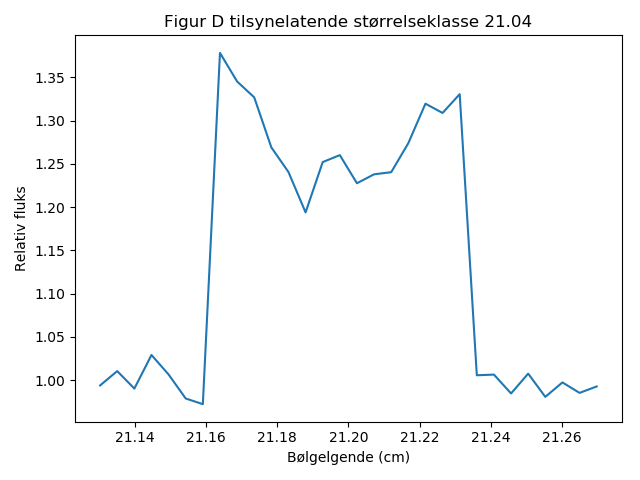 Figur D tilsynelatende størrelseklasse 21.04
Relativ fluks
1.35
1.30
1.25
1.20
1.15
1.10
1.05
1.00
21.14 21.16 21.18 21.20 21.22 21.24 21.26
Bølgelgende (cm)